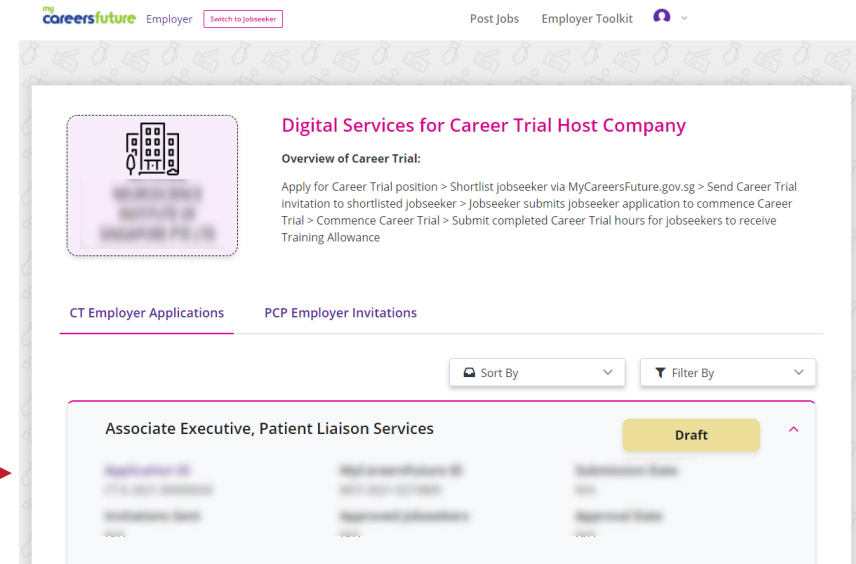 my
careersfuture Employer Switch to Jobseeker Post Jobs Employer Toolkit
Digital Services for Career Trial Host Company
Overview of Career Trial:
Apply for Career Trial position > Shortlist jobseeker via MyCareersFuture.gov.sg > Send Career Trial
invitation to shortlisted jobseeker > Jobseeker submits jobseeker application to commence Career
Trial > Commence Career Trial > Submit completed Career Trial hours for jobseekers to receive
Training Allowance
CT Employer Applications PCP Employer Invitations
Sort By Filter By
Associate Executive, Patient Liaison Services Draft